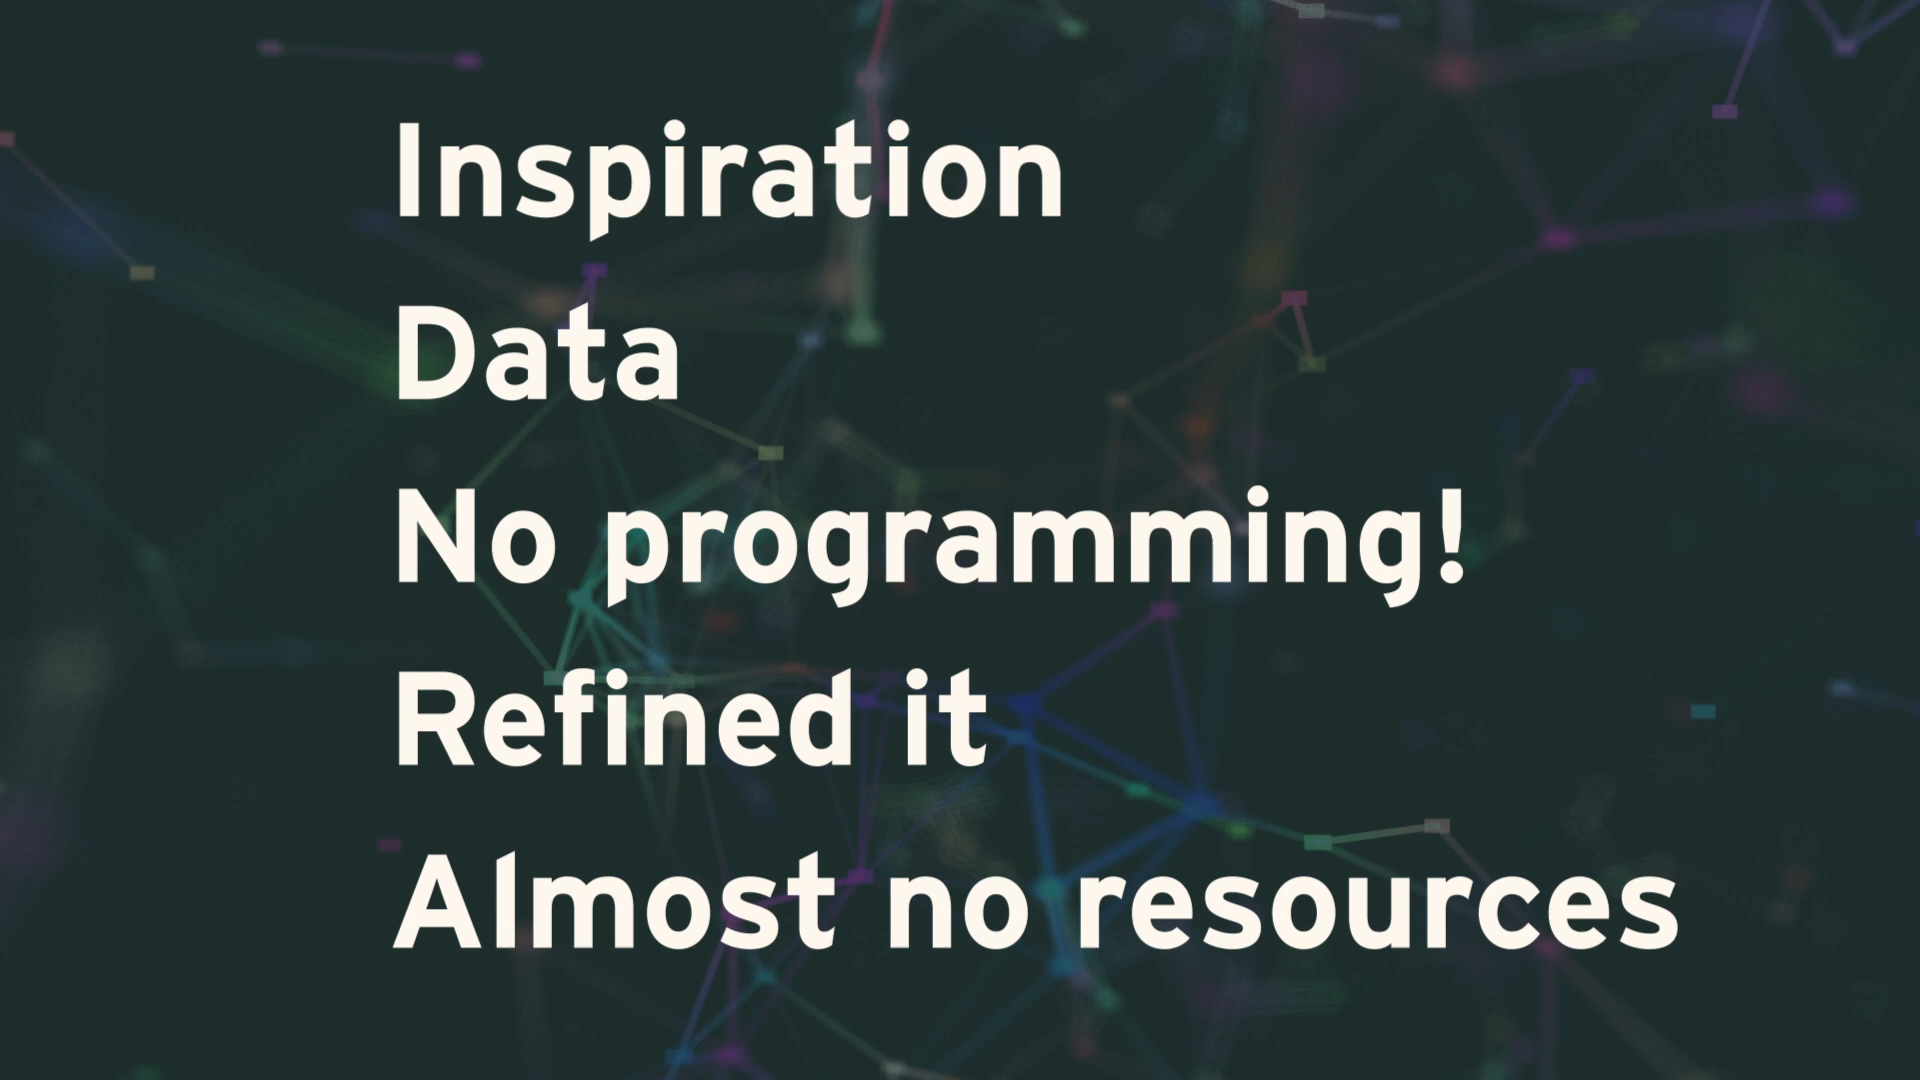 Inspiration
Data
No programming!
Refined it
Almost no resources